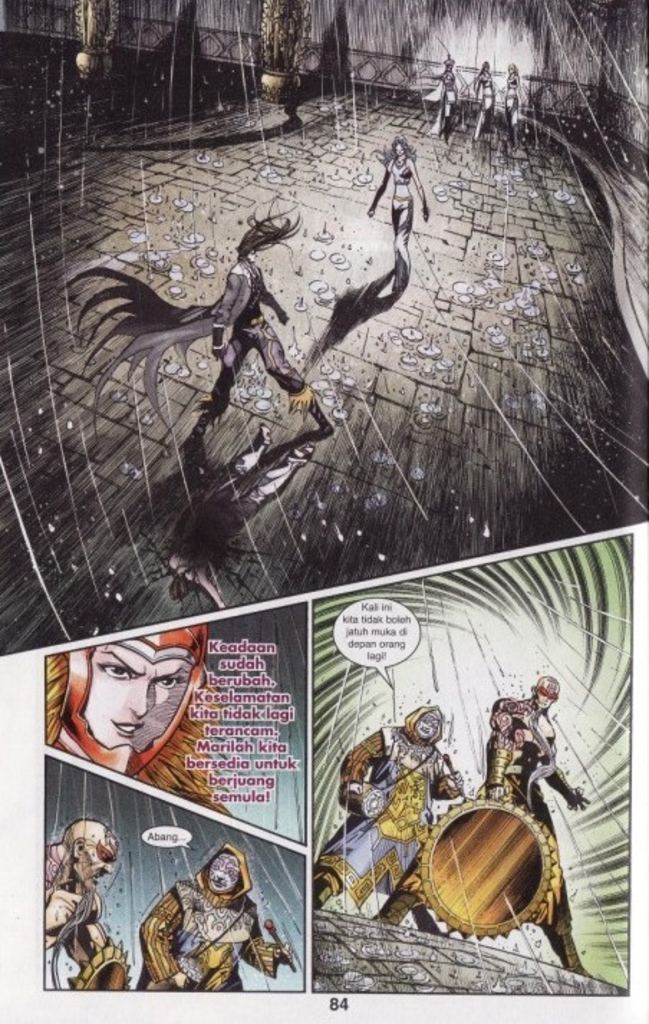 Keadaan
sudah
berubah.
Keselamatan
kita tidak lagi
terancam.
Marilah kita
bersedia untuk
berjuang
semula!
Abang...
Kali ini
kita tidak boleh
jatuh muka di
depan orang
lagi!
84